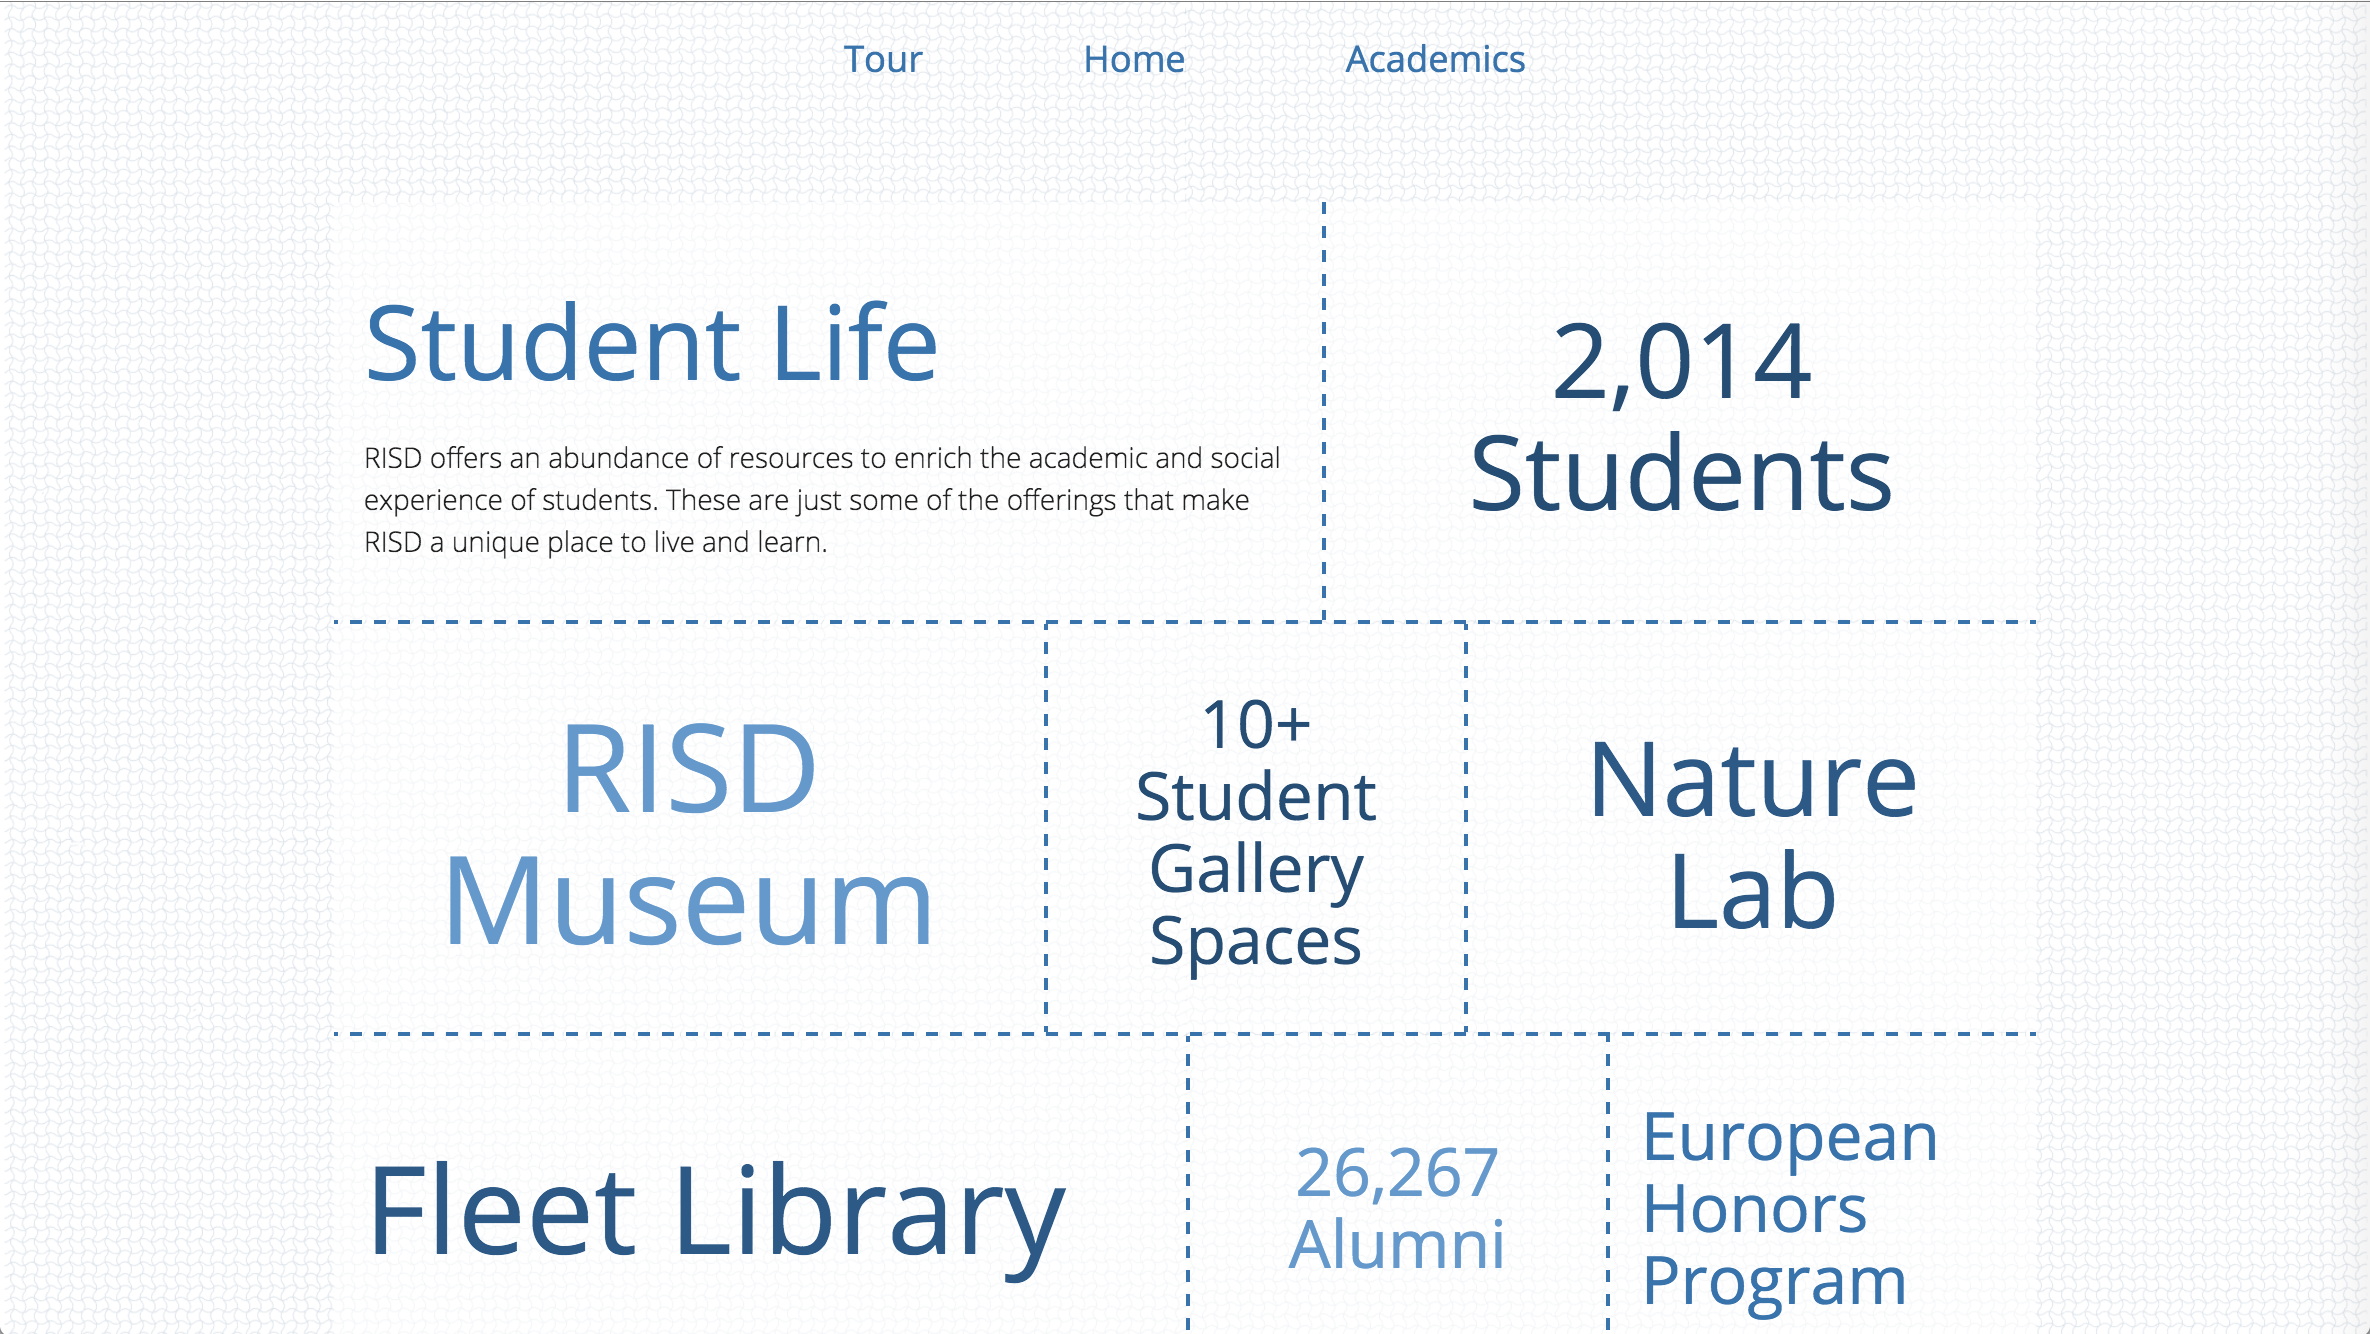 Tour Home Academics
Student Life
RISD offers an abundance of resources to enrich the academic and social
experience of students. These are just some of the offerings that make
RISD a unique place to live and learn.
2,014
Students
RISD
Museum
10+
Student
Gallery
Spaces
Nature
Lab
Fleet Library
26,267
Alumni
European
Honors
Program